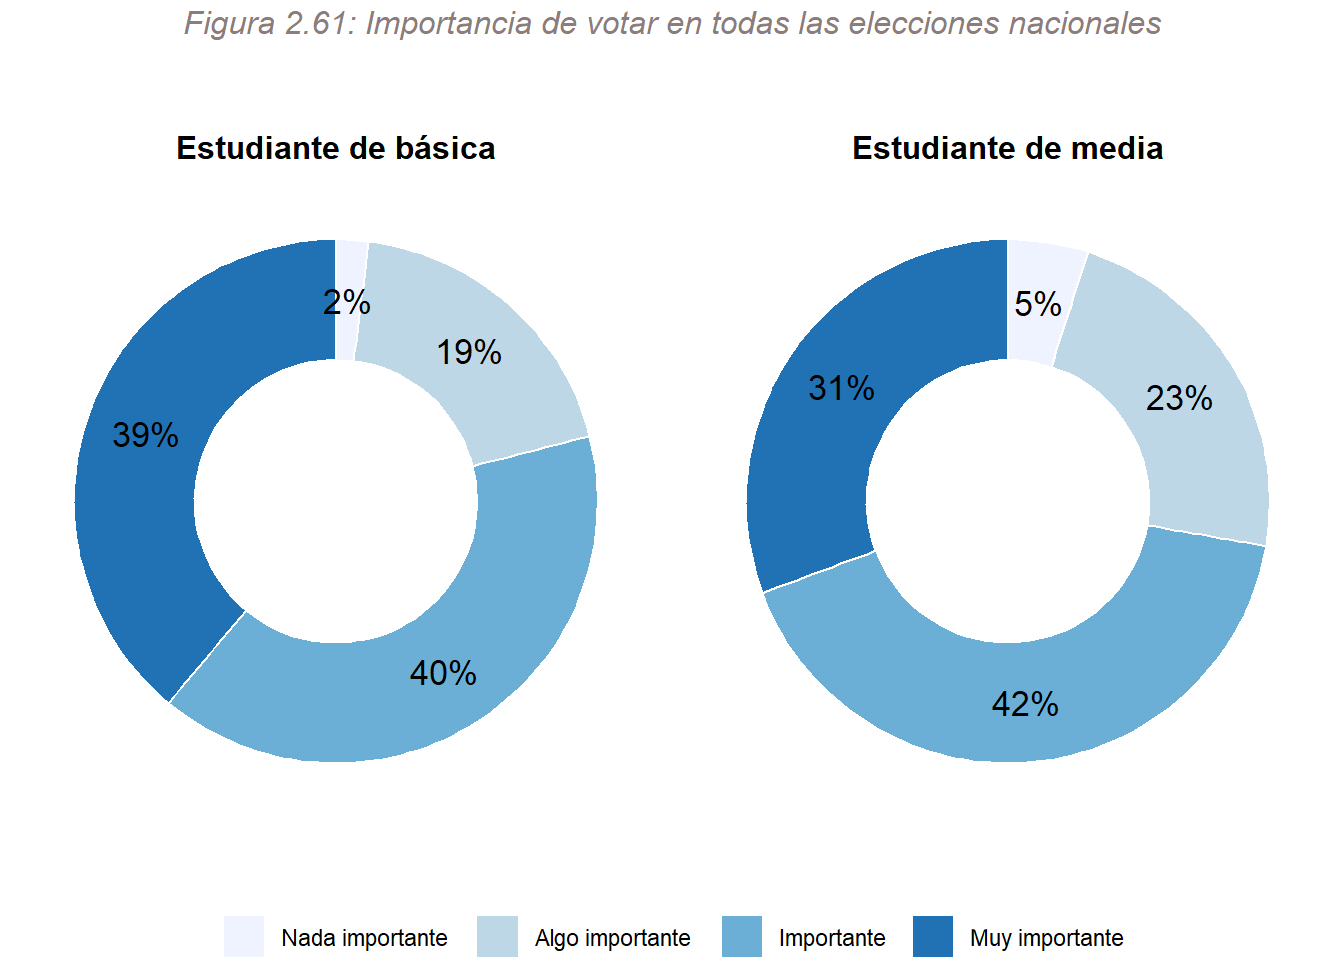 Figura 2.61: Importancia de votar en todas las elecciones nacionales
Estudiante de básica
Estudiante de media
2%
19%
39%
40%
5%
31%
23%
42%
Nada importante
Algo importante
Importante
Muy importante